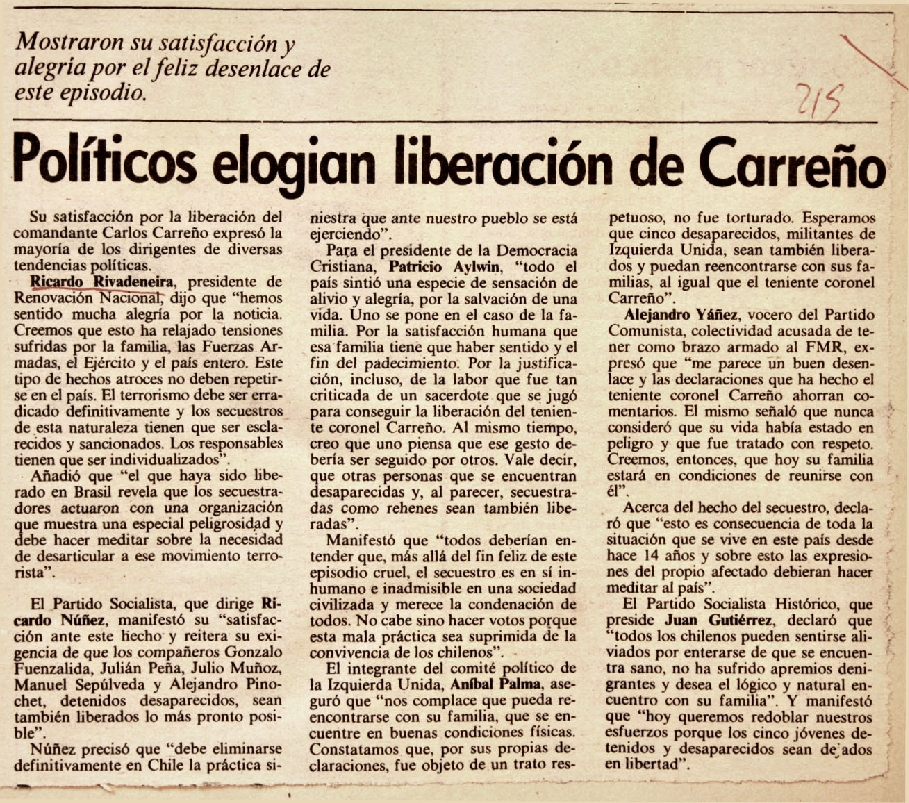 Mostraron su satisfacción y
alegría por el feliz desenlace de
este episodio.
215
Políticos elogian liberación de Carreño
Su satisfacción por la liberación del
comandante Carlos Carreño expresó la
mayoría de los dirigentes de diversas
tendencias políticas.
Ricardo Rivadeneira, presidente de
Renovación Nacional, dijo que “hemos
sentido mucha alegría por la noticia.
Creemos que esto ha relajado tensiones
sufridas por la familia, las Fuerzas Ar-
madas, el Ejército y el país entero. Este
tipo de hechos atroces no deben repetir-
se en el país. El terrorismo debe ser erra-
dicado definitivamente y los secuestros
de esta naturaleza tienen que ser escla-
recidos y sancionados. Los responsables
tienen que ser individualizados”.
Añadió que “el que haya sido libe-
rado en Brasil revela que los secuestra-
dores actuaron con una organización
que muestra una especial peligrosidad y
debe hacer meditar sobre la necesidad
de desarticular a ese movimiento terro-
rista”.
El Partido Socialista, que dirige Ri-
cardo Núñez, manifestó su “satisfac-
ción ante este hecho y reitera su exi-
gencia de que los compañeros Gonzalo
Fuenzalida, Julián Peña, Julio Muñoz,
Manuel Sepúlveda y Alejandro Pino-
chet, detenidos desaparecidos, sean
también liberados lo más pronto posi-
ble”.
Núñez precisó que “debe eliminarse
definitivamente en Chile la práctica si-
niestra que ante nuestro pueblo se está
ejerciendo”.
Para el presidente de la Democracia
Cristiana, Patricio Aylwin, “todo el
país sintió una especie de sensación de
alivio y alegría, por la salvación de una
vida. Uno se pone en el caso de la fa-
milia. Por la satisfacción humana que
esa familia tiene que haber sentido y el
fin del padecimiento. Por la justifica-
ción, incluso, de la labor que fue tan
criticada de un sacerdote que se jugó
para conseguir la liberación del tenien-
te coronel Carreño. Al mismo tiempo,
creo que uno piensa que ese gesto de-
bería ser seguido por otros. Vale decir,
que otras personas que se encuentran
desaparecidas y, al parecer, secuestra-
das como rehenes sean también libe-
radas”.
Manifestó que “todos deberían en-
tender que, más allá del fin feliz de este
episodio cruel, el secuestro es en sí in-
humano e inadmisible en una sociedad
civilizada y merece la condenación de
todos. No cabe sino hacer votos porque
esta mala práctica sea suprimida de la
convivencia de los chilenos”.
El integrante del comité político de
la Izquierda Unida, Aníbal Palma, ase-
guró que “nos complace que pueda re-
encontrarse con su familia, que se en-
cuentre en buenas condiciones físicas.
Constatamos que, por sus propias de-
claraciones, fue objeto de un trato res-
petuoso, no fue torturado. Esperamos
que cinco desaparecidos, militantes de
Izquierda Unida, sean también libera-
dos y puedan reencontrarse con sus fa-
milias, al igual que el teniente coronel
Carreño”.
Alejandro Yáñez, vocero del Partido
Comunista, colectividad acusada de te-
ner como brazo armado al FMR, ex-
presó que “me parece un buen desen-
lace y las declaraciones que ha hecho el
teniente coronel Carreño ahorran co-
mentarios. El mismo señaló que nunca
consideró que su vida había estado en
peligro y que fue tratado con respeto.
Creemos, entonces, que hoy su familia
estará en condiciones de reunirse con
él”.
Acerca del hecho del secuestro, decla-
ró que “esto es consecuencia de toda la
situación que se vive en este país desde
hace 14 años y sobre esto las expresio-
nes del propio afectado debieran hacer
meditar al país”.
El Partido Socialista Histórico, que
preside Juan Gutiérrez, declaró que
“todos los chilenos pueden sentirse ali-
viados por enterarse de que se encuen-
tra sano, no ha sufrido apremios deni-
grantes y desea el lógico y natural en-
cuentro con su familia”. Y manifestó
que “hoy queremos redoblar nuestros
esfuerzos porque los cinco jóvenes de-
tenidos y desaparecidos sean dejados
en libertad”.